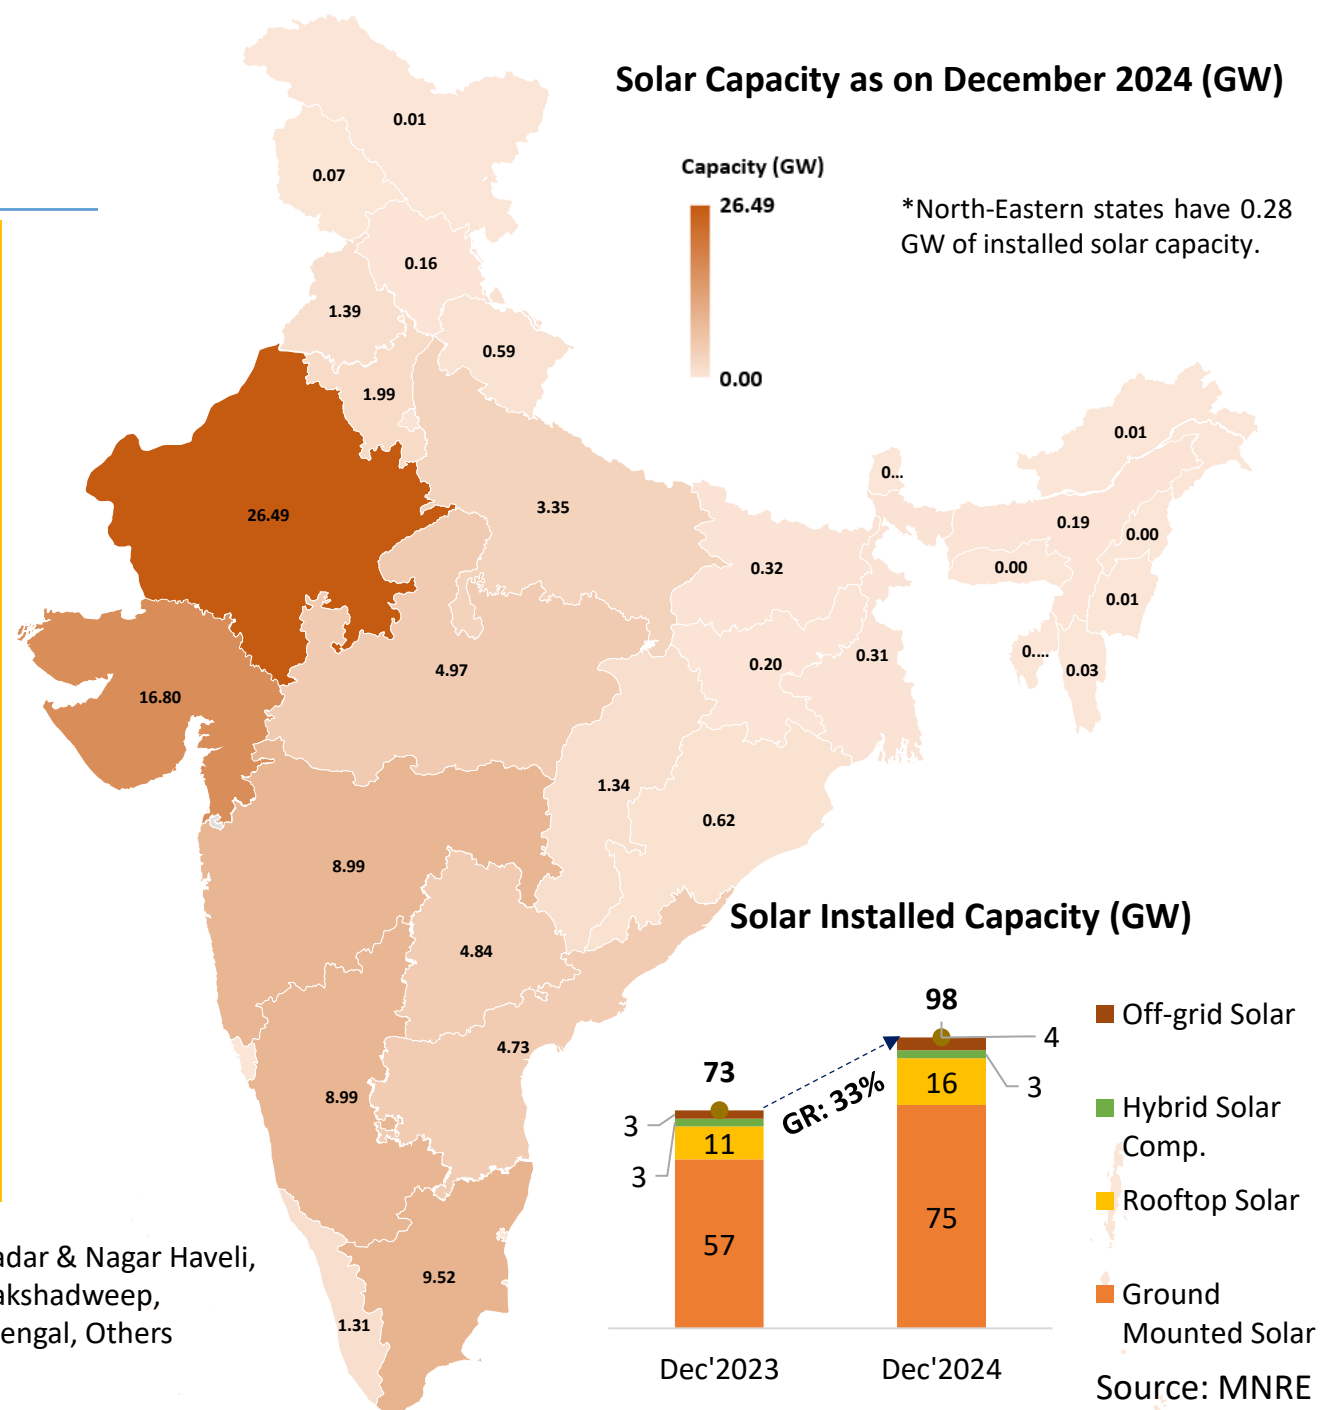 Solar Capacity as on December 2024 (GW)
Capacity (GW)
26.49
0.00
*North-Eastern states have 0.28
GW of installed solar capacity.
0.01
0.07
0.16
1.39
0.59
1.99
26.49
3.35
0...
0.01
0.19
0.00
0.00
0.01
0....
0.03
0.32
0.20
0.31
4.97
16.80
1.34
0.62
8.99
4.84
4.73
8.99
9.52
1.31
Solar Installed Capacity (GW)
98
73
GR: 33%
4
3
16
75
3
3
11
57
Dec'2023
Dec'2024
Off-grid Solar
Hybrid Solar
Comp.
Rooftop Solar
Ground
Mounted Solar
Source: MNRE
adar & Nagar Haveli,
akshadweep,
engal, Others